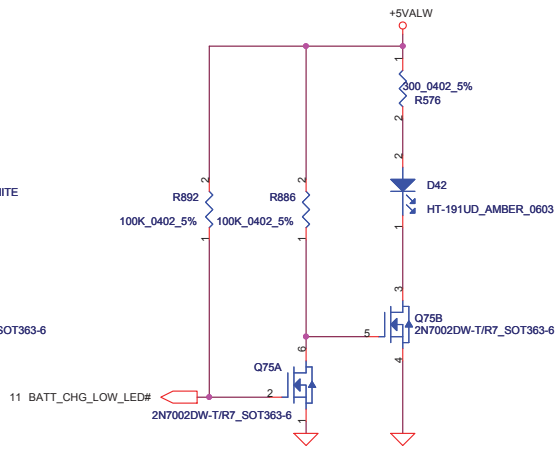 +5VALW
1
300_0402_5%
R576
2
2
D42
HT-191UD_AMBER_0603
1
2
2
R892
R886
100K_0402_5%
100K_0402_5%
1
1
3
Q75B
5
2N7002DW-T/R7_SOT363-6
4
6
Q75A
11 BATT_CHG_LOW_LED#
2
2N7002DW-T/R7_SOT363-6
1
SOT363-6